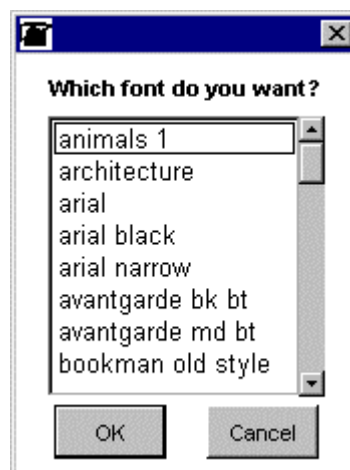 Which font do you want?
animals 1
architecture
arial
arial black
arial narrow
avantgarde bk bt
avantgarde md bt
bookman old style
OK
Cancel